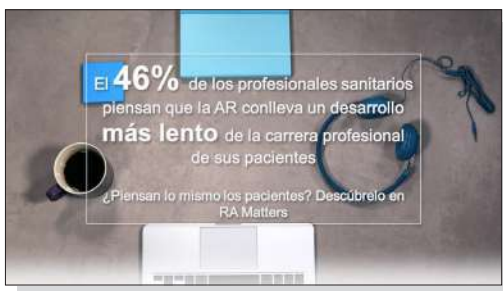 El 46% de los profesionales sanitarios
piensan que la AR conlleva un desarrollo
más lento de la carrera profesional
de sus pacientes
¿Piensan lo mismo los pacientes? Descúbrelo en
RA Matters